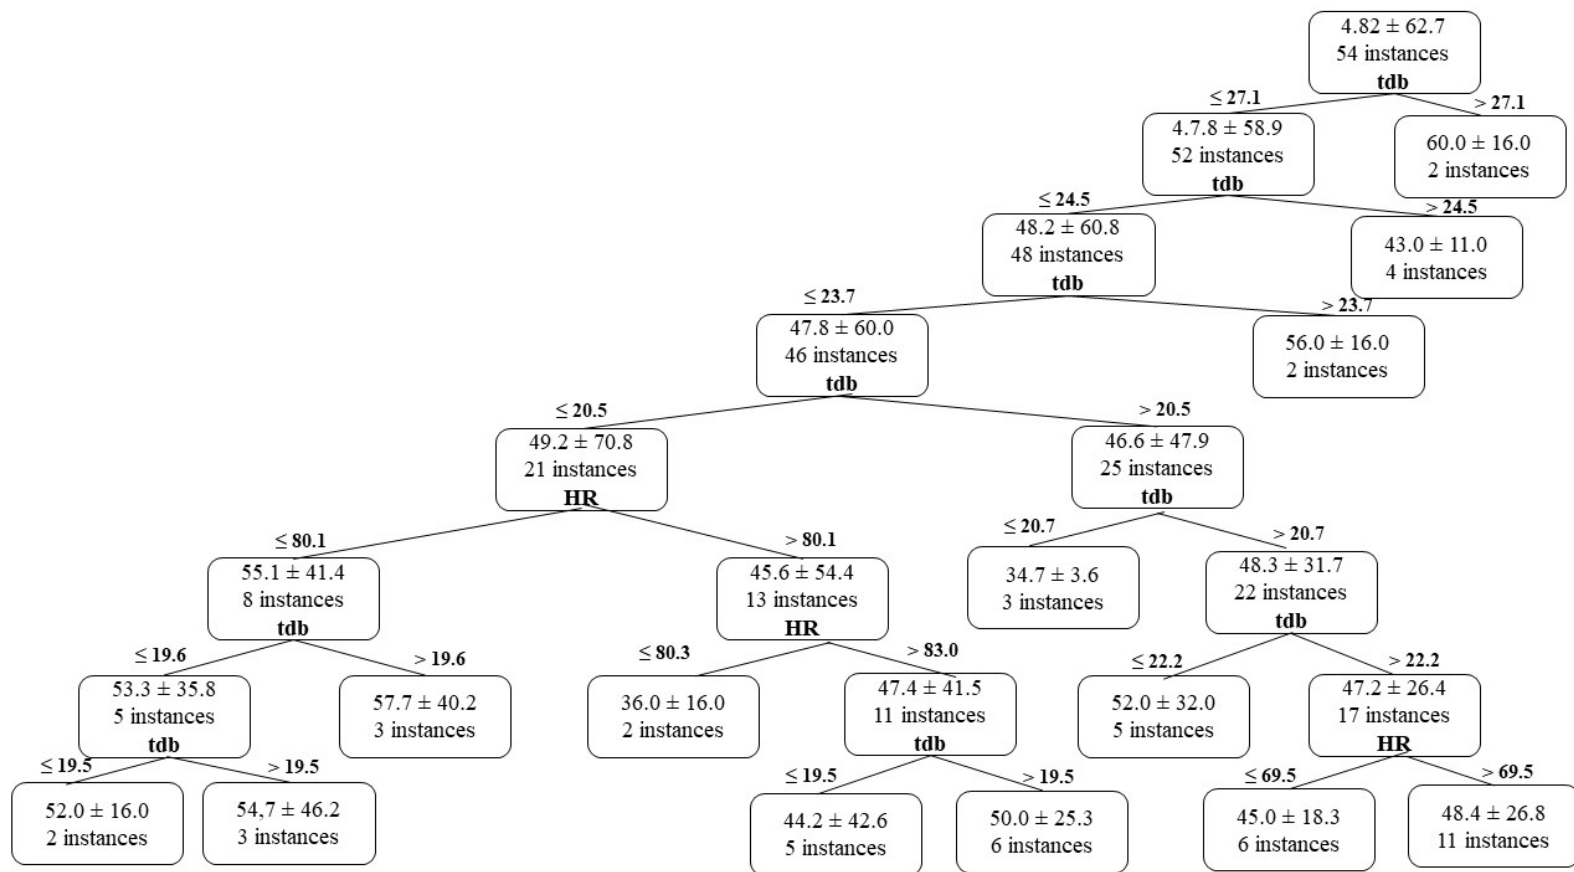 4.82 ± 62.7
54 instances
tdb
≤ 27.1
> 27.1
4.7.8 ± 58.9
52 instances
tdb
60.0 ± 16.0
2 instances
≤ 24.5
> 24.5
48.2 ± 60.8
48 instances
tdb
43.0 ± 11.0
4 instances
≤ 23.7
> 23.7
47.8 ± 60.0
46 instances
tdb
56.0 ± 16.0
2 instances
≤ 20.5
> 20.5
49.2 ± 70.8
21 instances
HR
46.6 ± 47.9
25 instances
tdb
≤ 80.1
> 80.1
≤ 20.7
> 20.7
55.1 ± 41.4
8 instances
tdb
45.6 ± 54.4
13 instances
HR
34.7 ± 3.6
3 instances
48.3 ± 31.7
22 instances
tdb
≤ 19.6
> 19.6
≤ 80.3
> 83.0
≤ 22.2
> 22.2
53.3 ± 35.8
5 instances
tdb
57.7 ± 40.2
3 instances
36.0 ± 16.0
2 instances
47.4 ± 41.5
11 instances
tdb
52.0 ± 32.0
5 instances
47.2 ± 26.4
17 instances
HR
≤ 19.5
> 19.5
≤ 19.5
> 19.5
≤ 69.5
> 69.5
52.0 ± 16.0
2 instances
54,7 ± 46.2
3 instances
44.2 ± 42.6
5 instances
50.0 ± 25.3
6 instances
45.0 ± 18.3
6 instances
48.4 ± 26.8
11 instances